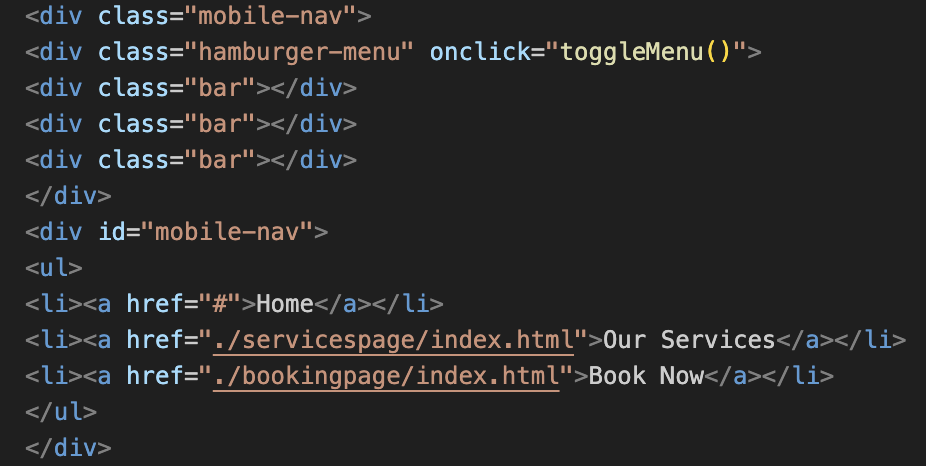 <div class="mobile-nav">
<div class="hamburger-menu" onclick="toggleMenu()">
<div class="bar"></div>
<div class="bar"></div>
<div class="bar"></div>
</div>
<div id="mobile-nav">
<ul>
<li><a href="#">Home</a></li>
<li><a href="./servicespage/index.html">Our Services</a></li>
<li><a href="./bookingpage/index.html">Book Now</a></li>
</ul>
</div>